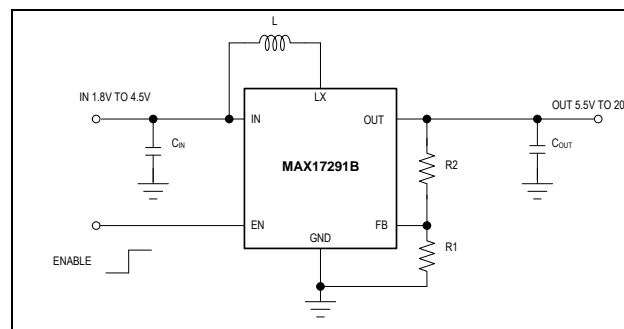 L
IN 1.8V TO 4.5V
LX
IN
OUT
OUT 5.5V TO 20
CIN
COUT
MAX17291B
R2
EN
FB
GND
R1
ENABLE